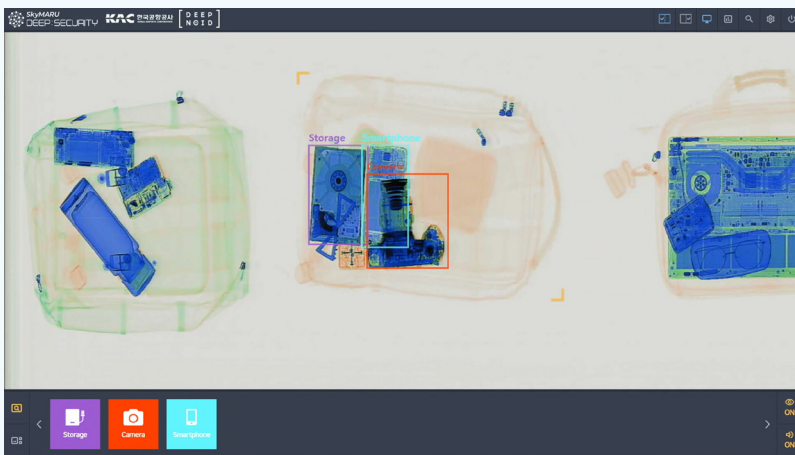 SkyMARU
DEEP:SECURITY
KAC 한국공항공사
DEEP
NOID
Storage
Smartphone
Camera
Storage
Camera
Smartphone
ON
ON